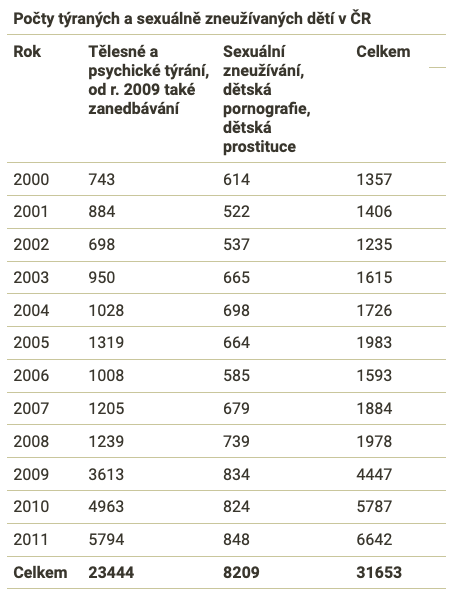 Počty týraných a sexuálně zneužívaných dětí v ČR
Rok Tělesné a psychické týrání, od r. 2009 také zanedbávání Sexuální zneužívání, dětská pornografie, dětská prostituce Celkem
2000 743 614 1357
2001 884 522 1406
2002 698 537 1235
2003 950 665 1615
2004 1028 698 1726
2005 1319 664 1983
2006 1008 585 1593
2007 1205 679 1884
2008 1239 739 1978
2009 3613 834 4447
2010 4963 824 5787
2011 5794 848 6642
Celkem 23444 8209 31653